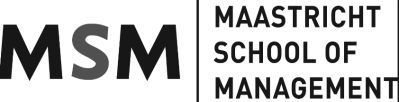 MSM
MAASTRICHT
SCHOOL OF
MANAGEMENT